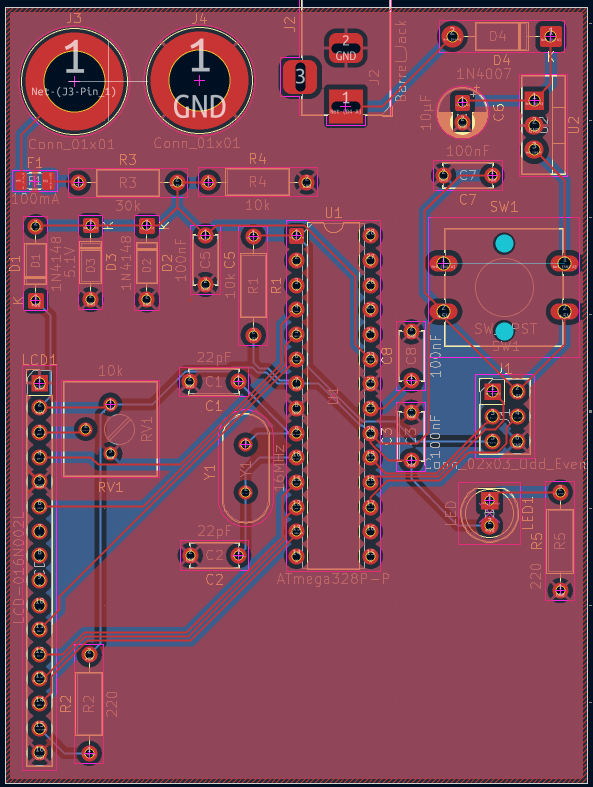 J3
J4
J2
1
1
2
GND
3
1
Net-(J3-Pin_1)
GND
J2
Barrel_Jack
D4
D4
K
1N4007
10µF
C6
U2
100nF
C7
C7
Conn_01x01
Conn_01x01
F1
F1
100mA
R3
R3
30k
R4
R4
10k
SW1
SW1
U1
U1
D1
D1
1N4148
K
5.1V
D3
D3
K
1N4148
D2
D2
K
100nF
C5
C5
10k
R1
R1
22pF
C1
C1
C8
C8
100nF
C3
100nF
J1
Conn_02x03_Odd_Even
LCD1
LCD-016N002L
10k
RV1
RV1
Y1
Y1
16MHz
22pF
C2
C2
ATmega328P-P
LED
LED1
R5
R5
220
R2
R2
220